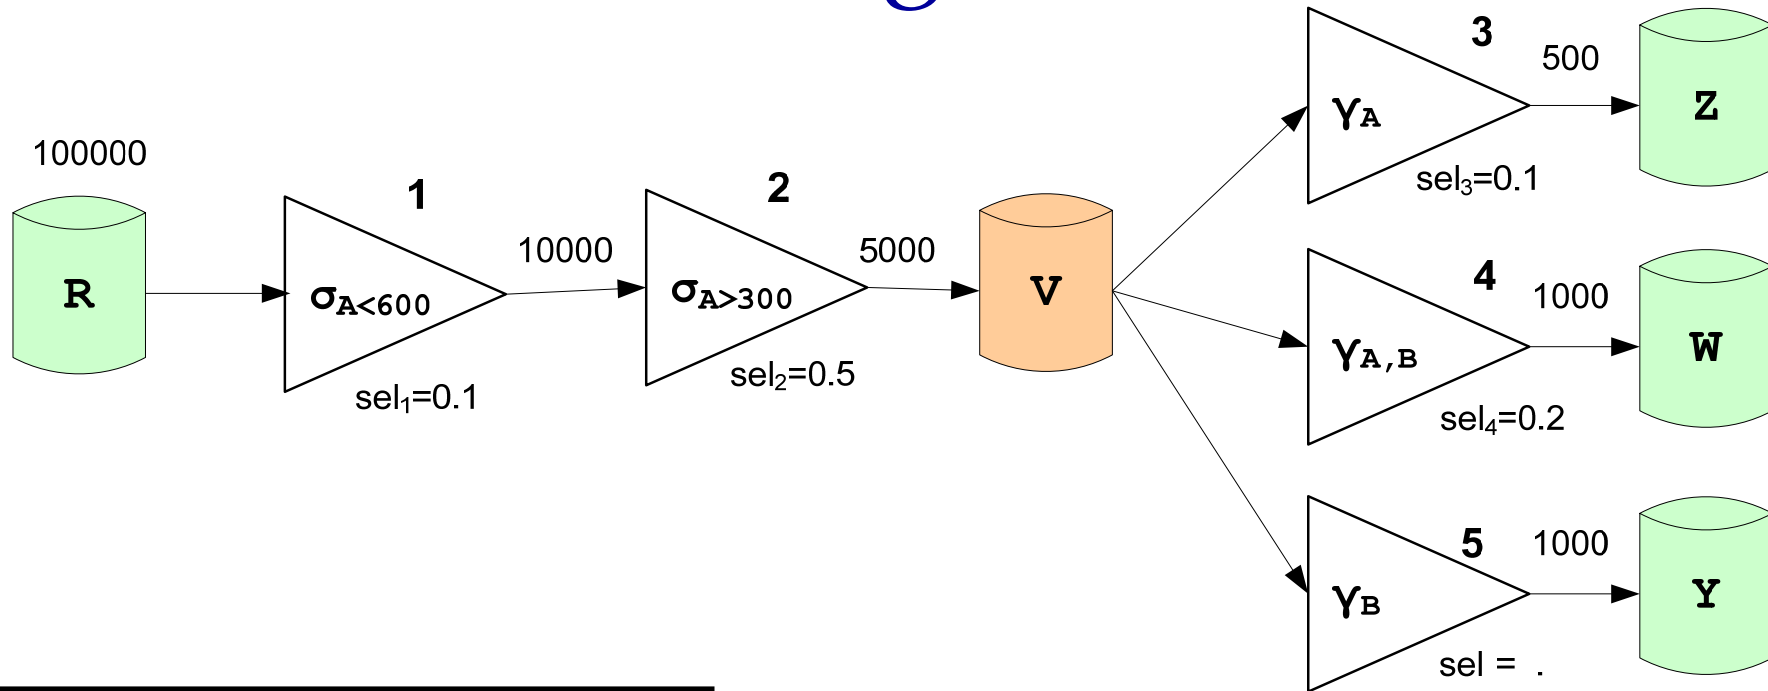 100000
R
1
σA<600
sel1=0.1
10000
2
σA>300
sel2=0.5
5000
V
3
γA
sel3=0.1
500
Z
4
γA,B
sel4=0.2
1000
W
5
γB
sel = .
1000
Y